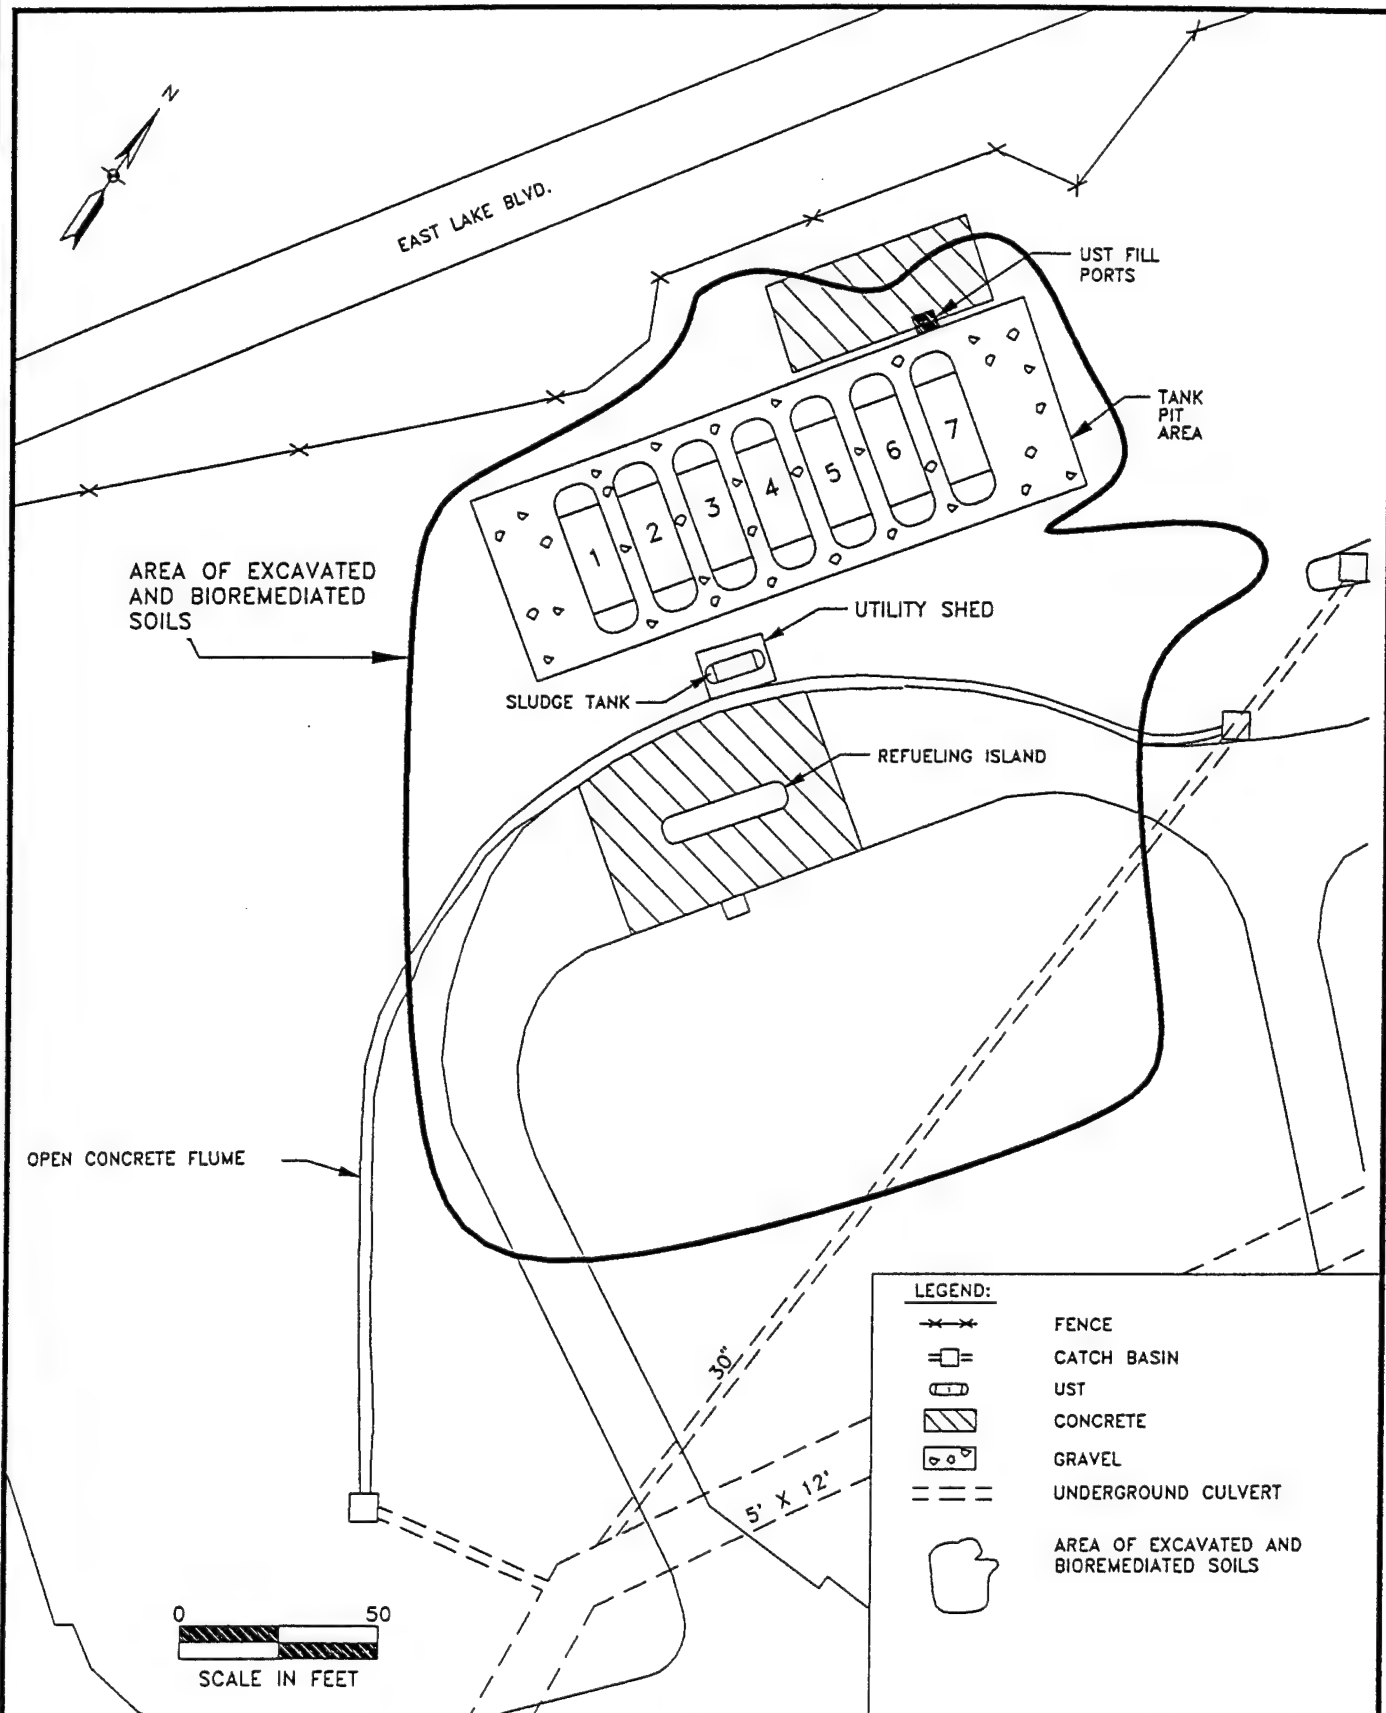 N
EAST LAKE BLVD.
UST FILL
PORTS
TANK
PIT
AREA
1
2
3
4
5
6
7
AREA OF EXCAVATED
AND BIOREMEDIATED
SOILS
UTILITY SHED
SLUDGE TANK
REFUELING ISLAND
OPEN CONCRETE FLUME
30"
5' X 12'
LEGEND:
FENCE
CATCH BASIN
1
UST
CONCRETE
GRAVEL
UNDERGROUND CULVERT
AREA OF EXCAVATED AND
BIOREMEDIATED SOILS
0 50
SCALE IN FEET